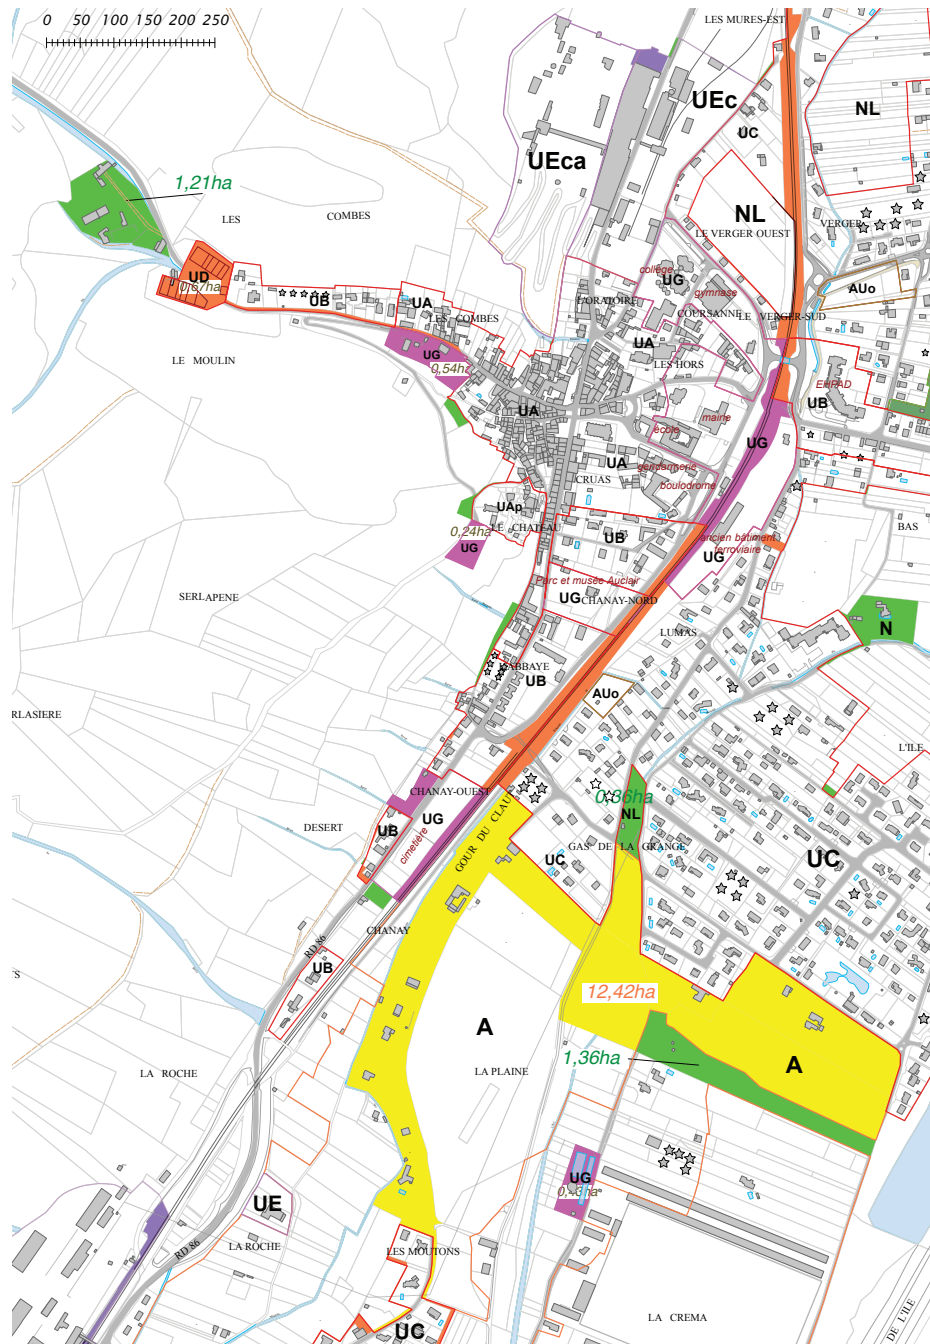 0 50 100 150 200 250
LES MURES-EST
UEc
NL
UC
UEca
1,21ha
LES COMBES
NL
LE VERGER OUEST
VERGER
UD
0,67ha
UB
UA
LES COMBES
collège
UG
gymnase
L'ORATOIRE
COURSANNE
LE VERGER-SUD
AUo
LE MOULIN
UG
0,54ha
UA
LES HORS
EHPAD
UB
UA
mairie
école
UG
UA
gendarmerie
CRUAS
boulodrome
UAp
LE CHATEAU
0,24ha
UG
UB
ancien bâtiment
ferroviaire
UG
BAS
Parc et musée Auclair
UG
CHANAY-NORD
SERLAPENE
LUMAS
N
L'ABBAYE
UB
AUo
RLASIERE
L'ILE
CHANAY-OUEST
0,36ha
NL
DESERT
UB
UG
cimetière
GOUR DU CLAU
GAS DE LA GRANGE
UC
UC
CHANAY
RD 86
UB
S
12,42ha
A
1,36ha
A
LA ROCHE
LA PLAINE
UG
0,43ha
UE
RD 86
LA ROCHE
LES MOUTONS
LA CREMA
UC
DE L'ILE